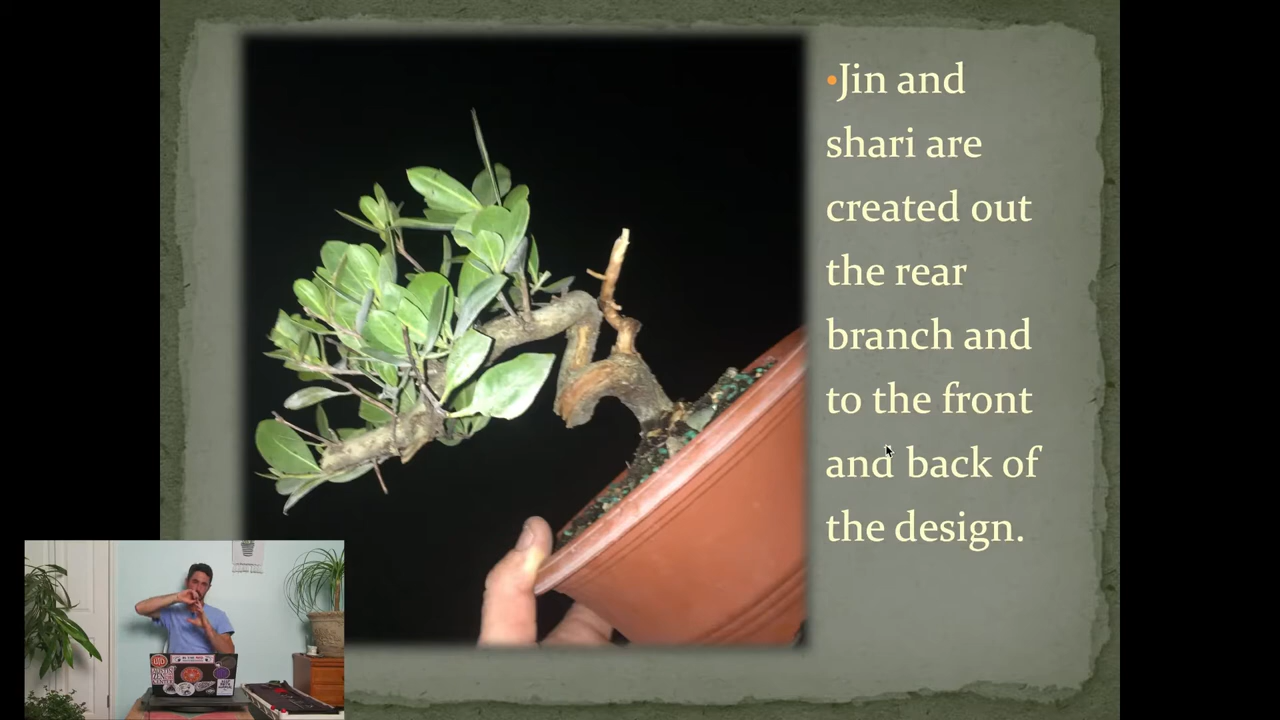 •Jin and
shari are
created out
the rear
branch and
to the front
and back of
the design.